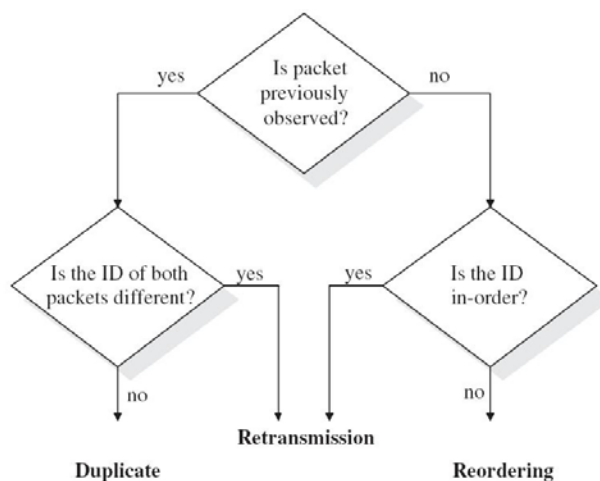 Is packet
previously
observed?
yes
no
Is the ID of both
packets different?
yes
yes
Is the ID
in-order?
no
no
Retransmission
Duplicate
Reordering